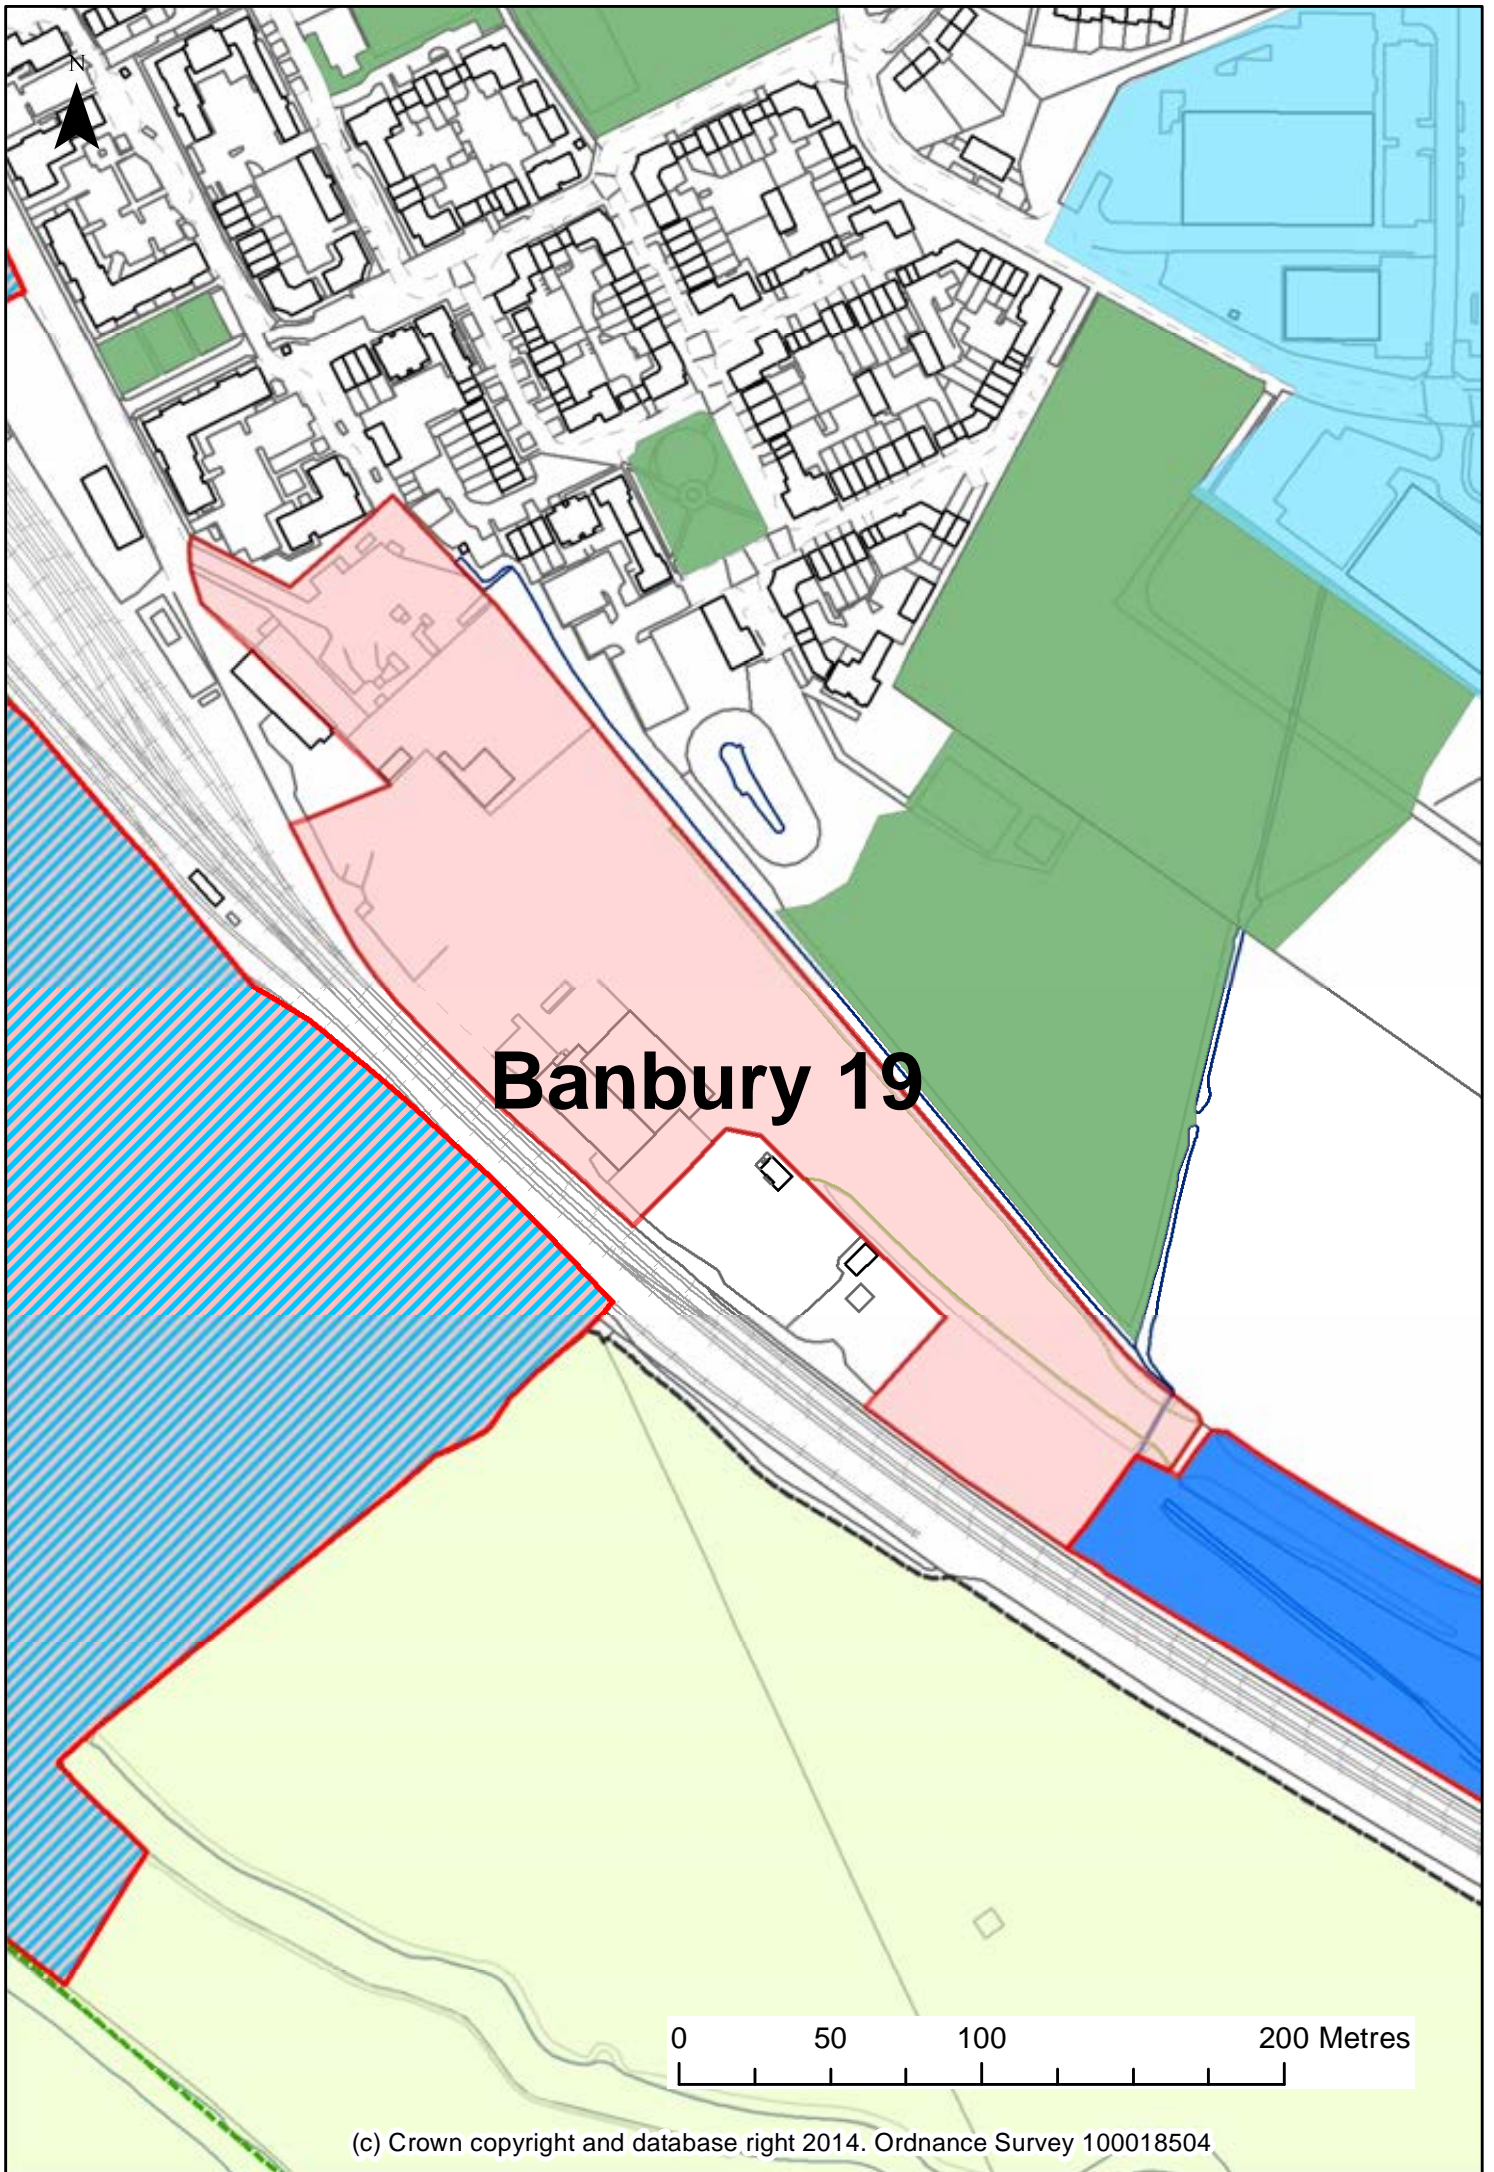 N
Banbury 19
0 50 100 200 Metres
(c) Crown copyright and database right 2014. Ordnance Survey 100018504